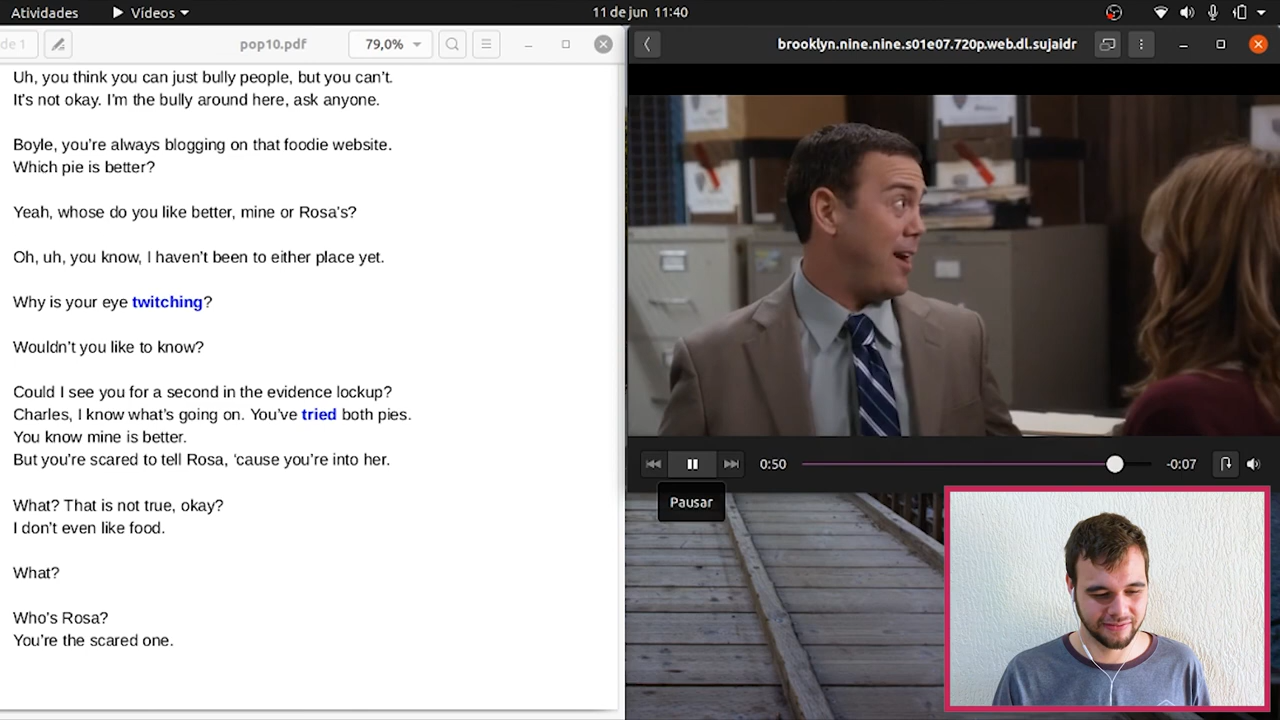 Atividades
Vídeos
11 de jun 11:40
de 1
pop10.pdf
79,0%
brooklyn.nine.nine.s01e07.720p.web.dl.sujaidr
Uh, you think you can just bully people, but you can't.
It's not okay. I'm the bully around here, ask anyone.
Boyle, you're always blogging on that foodie website.
Which pie is better?
Yeah, whose do you like better, mine or Rosa's?
Oh, uh, you know, I haven't been to either place yet.
Why is your eye twitching?
Wouldn't you like to know?
Could I see you for a second in the evidence lockup?
Charles, I know what's going on. You've tried both pies.
You know mine is better.
But you're scared to tell Rosa, ‘cause you're into her.
What? That is not true, okay?
I don't even like food.
What?
Who's Rosa?
You're the scared one.
0:50
-0:07
Pausar